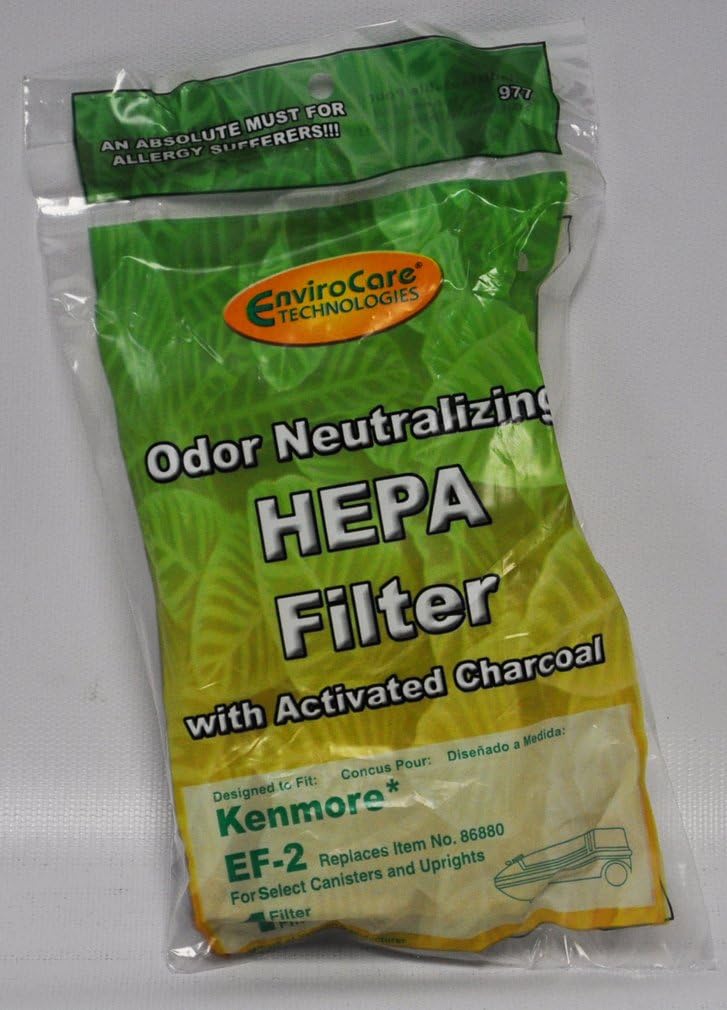 977
AN ABSOLUTE MUST FOR
ALLERGY SUFFERERS!!!
EnviroCare®
TECHNOLOGIES
Odor Neutralizing
HEPA
Filter
with Activated Charcoal
Designed to Fit: Concus Pour: Diseñado a Medida:
Kenmore*
EF-2 Replaces Item No. 86880
For Select Canisters and Uprights
1 Filter